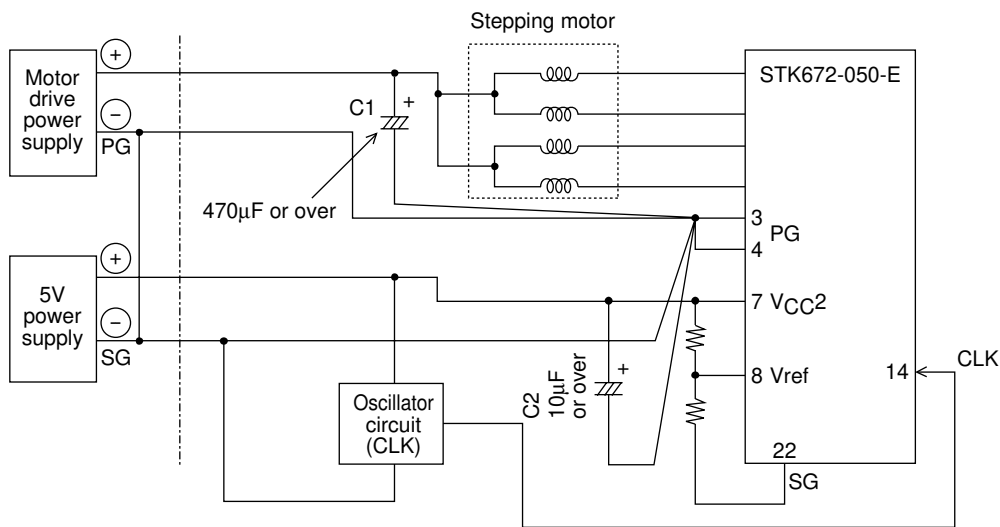 Stepping motor
+
Motor
drive
power
supply
−
PG
C1
+
470μF or over
STK672-050-E
3
PG
4
+
5V
power
supply
−
SG
7 VCC2
8 Vref
14
CLK
C2
10μF
or over
+
Oscillator
circuit
(CLK)
22
SG